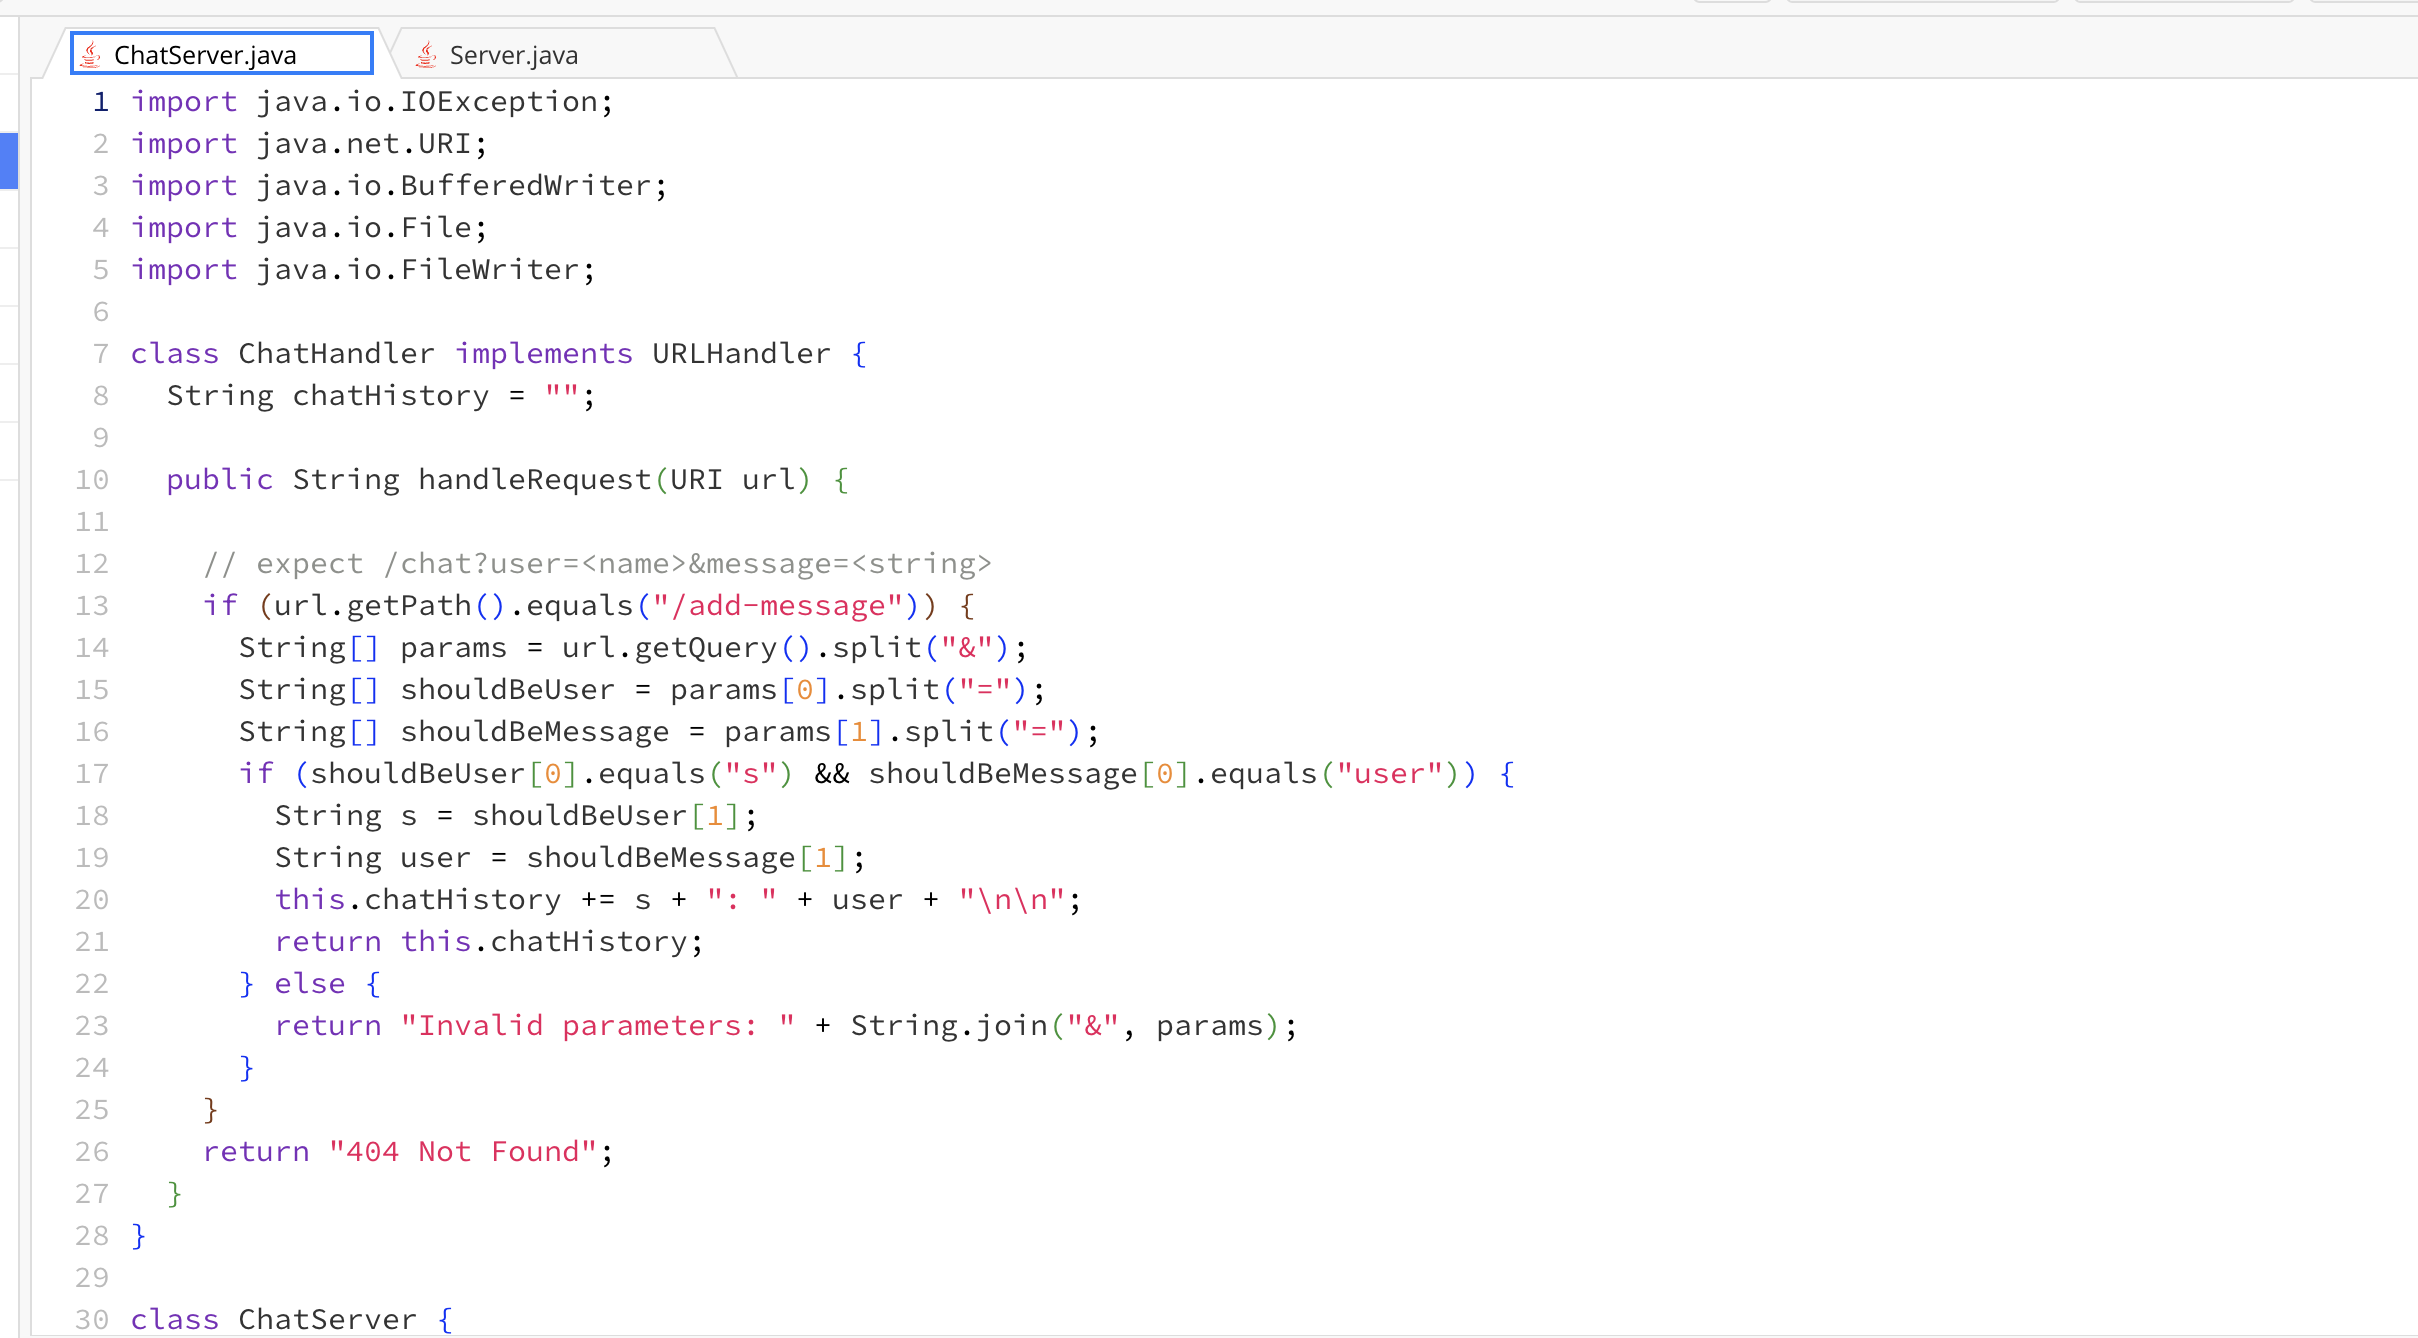 ChatServer.java
Server.java
1 import java.io.IOException;
2 import java.net.URI;
3 import java.io.BufferedWriter;
4 import java.io.File;
5 import java.io.FileWriter;
6
7 class ChatHandler implements URLHandler {
8   String chatHistory = "";
9
10   public String handleRequest(URI url) {
11
12     // expect /chat?user=<name>&message=<string>
13     if (url.getPath().equals("/add-message")) {
14       String[] params = url.getQuery().split("&");
15       String[] shouldBeUser = params[0].split("=");
16       String[] shouldBeMessage = params[1].split("=");
17       if (shouldBeUser[0].equals("s") && shouldBeMessage[0].equals("user")) {
18         String s = shouldBeUser[1];
19         String user = shouldBeMessage[1];
20         this.chatHistory += s + ": " + user + "\n\n";
21         return this.chatHistory;
22       } else {
23         return "Invalid parameters: " + String.join("&", params);
24       }
25     }
26     return "404 Not Found";
27   }
28 }
29
30 class ChatServer {